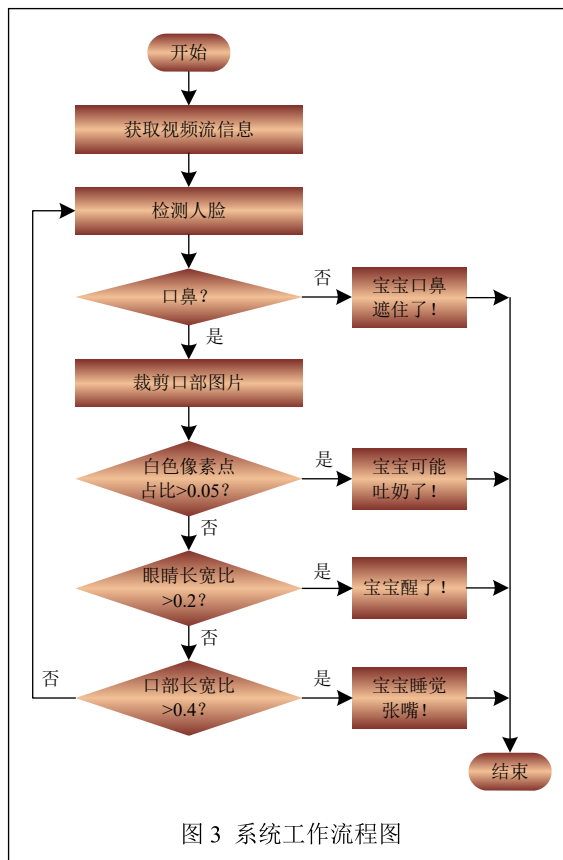 开始
获取视频流信息
检测人脸
口鼻？
否
宝宝口鼻
遮住了！
是
裁剪口部图片
白色像素点
占比>0.05？
是
宝宝可能
吐奶了！
否
眼睛长宽比
>0.2？
是
宝宝醒了！
否
口部长宽比
>0.4？
否
是
宝宝睡觉
张嘴！
结束
图 3 系统工作流程图